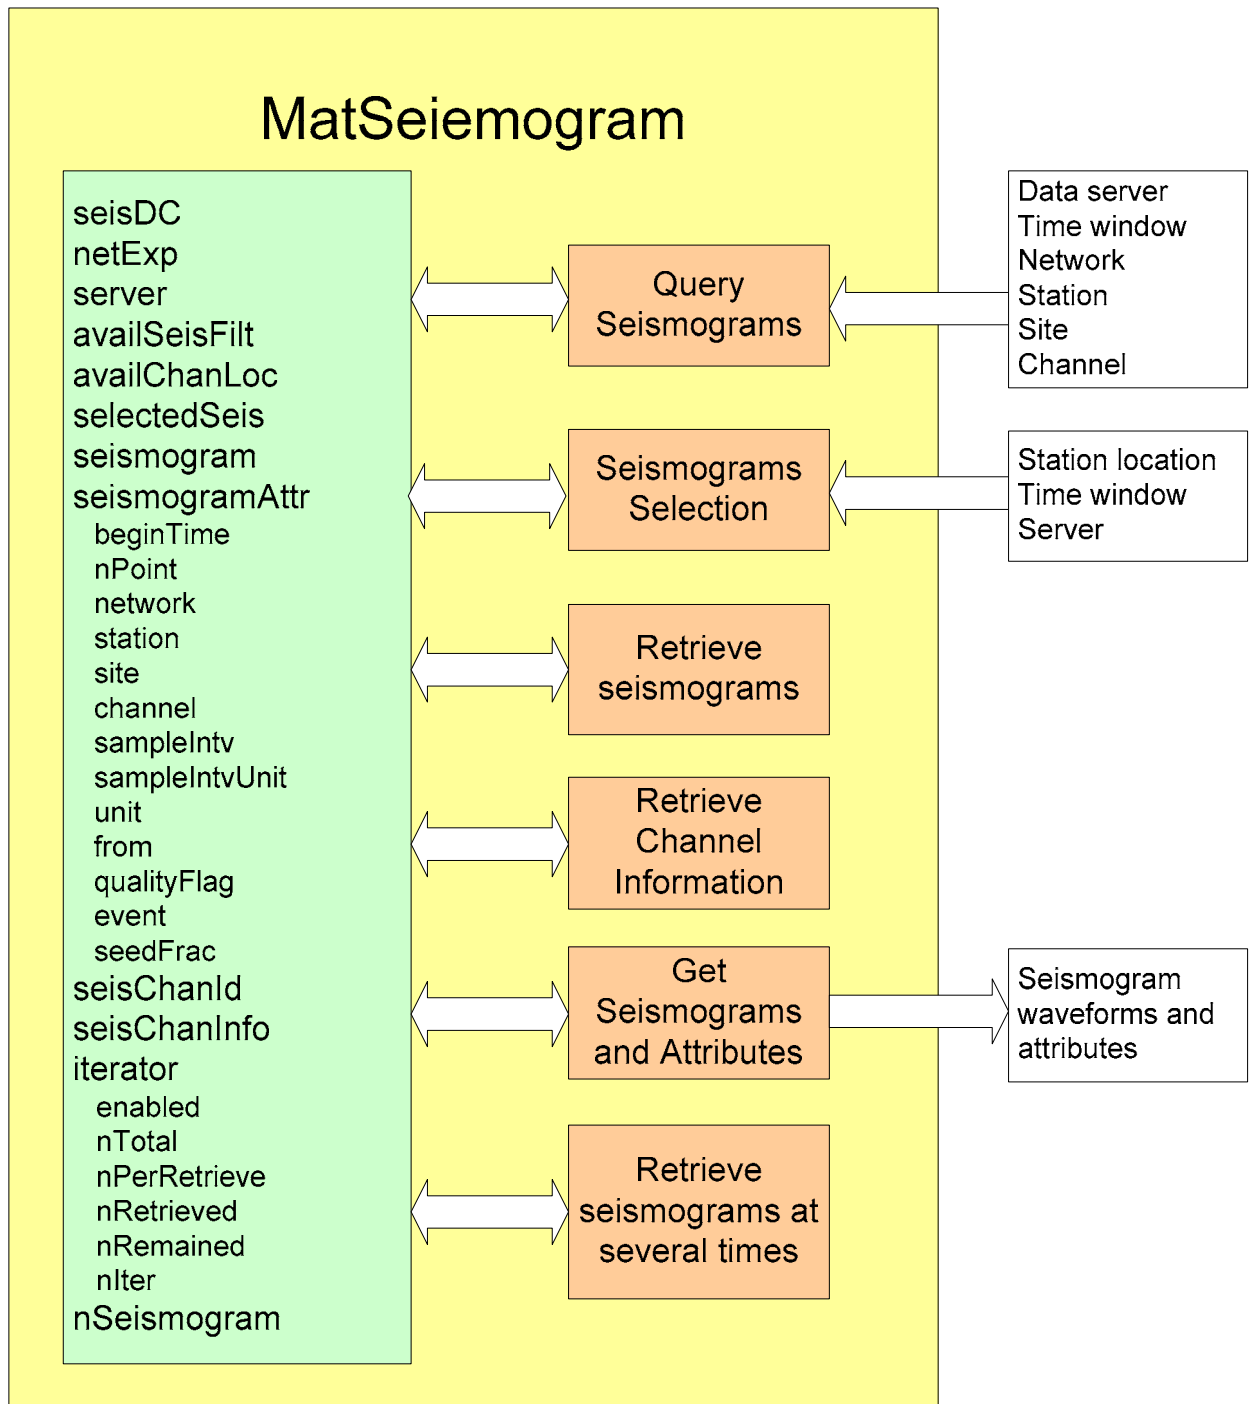 MatSeiemogram
seisDC
netExp
server
availSeisFilt
availChanLoc
selectedSeis
seismogram
seismogramAttr
beginTime
nPoint
network
station
site
channel
sampleIntv
sampleIntvUnit
unit
from
qualityFlag
event
seedFrac
seisChanId
seisChanInfo
iterator
enabled
nTotal
nPerRetrieve
nRetrieved
nRemained
nIter
nSeismogram
Query
Seismograms
Seismograms
Selection
Retrieve
seismograms
Retrieve
Channel
Information
Get
Seismograms
and Attributes
Retrieve
seismograms at
several times
Data server
Time window
Network
Station
Site
Channel
Station location
Time window
Server
Seismogram
waveforms and
attributes